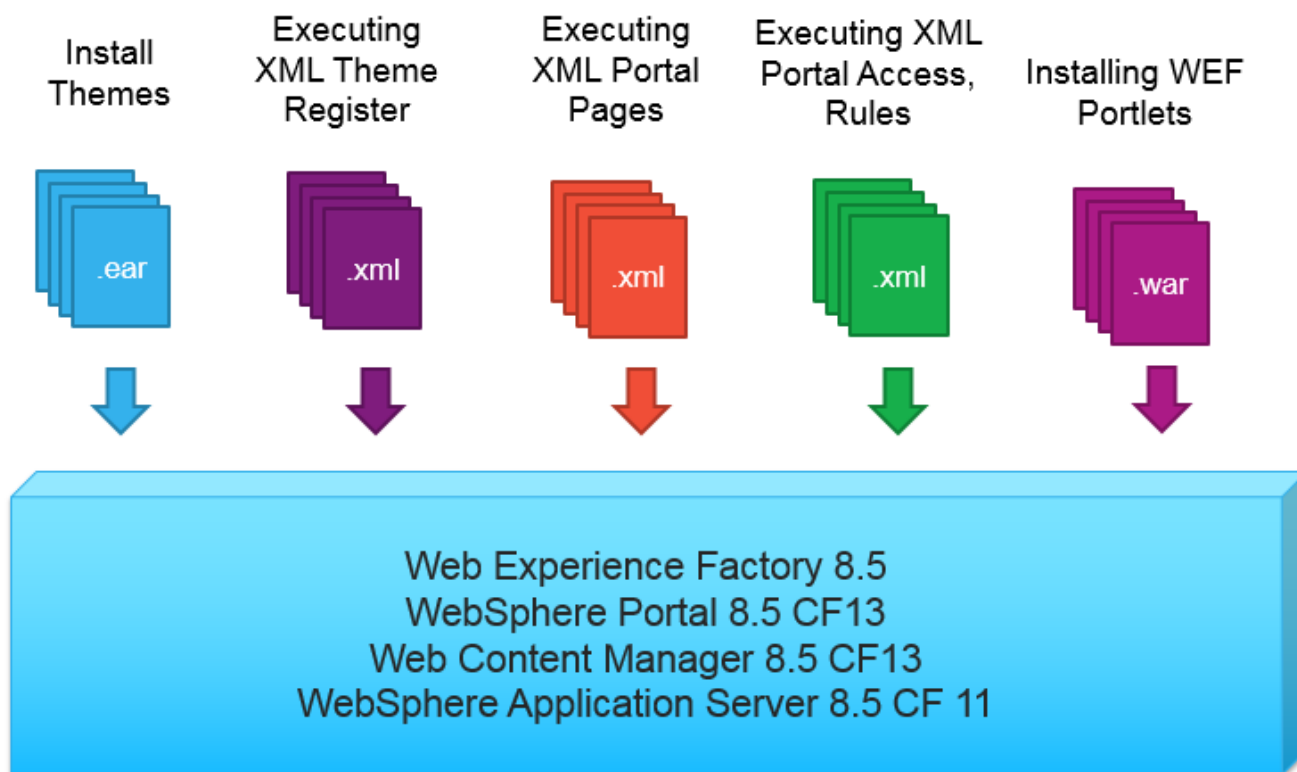 Install
Themes
Executing
XML Theme
Register
Executing
XML Portal
Pages
Executing XML
Portal Access,
Rules
Installing WEF
Portlets
.ear
.xml
.xml
.xml
.war
Web Experience Factory 8.5
WebSphere Portal 8.5 CF13
Web Content Manager 8.5 CF13
WebSphere Application Server 8.5 CF 11